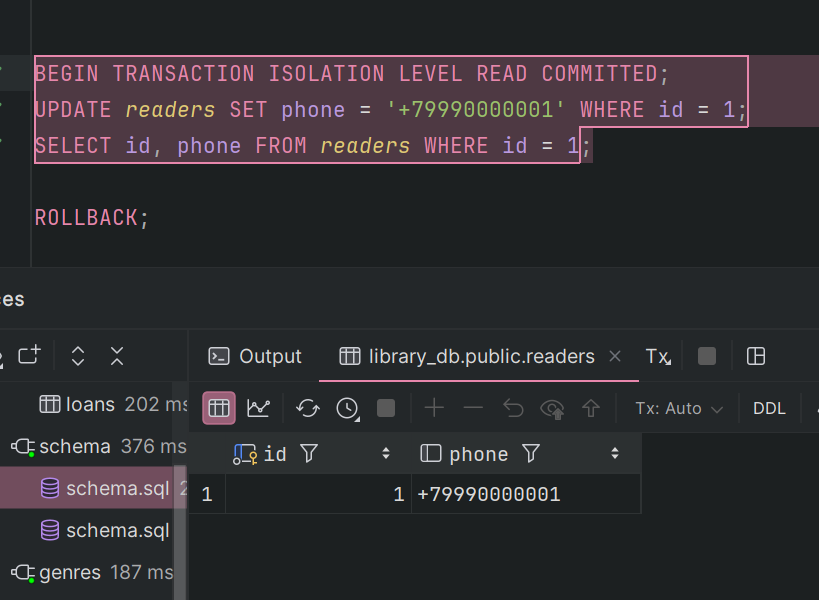 BEGIN TRANSACTION ISOLATION LEVEL READ COMMITTED;
UPDATE readers SET phone = '+79990000001' WHERE id = 1;
SELECT id, phone FROM readers WHERE id = 1;
ROLLBACK;
ces
Output library_db.public.readers Tx
loans 202 ms
Tx: Auto DDL
schema 376 ms
id phone
schema.sql 2
1 1 +79990000001
schema.sql
genres 187 ms